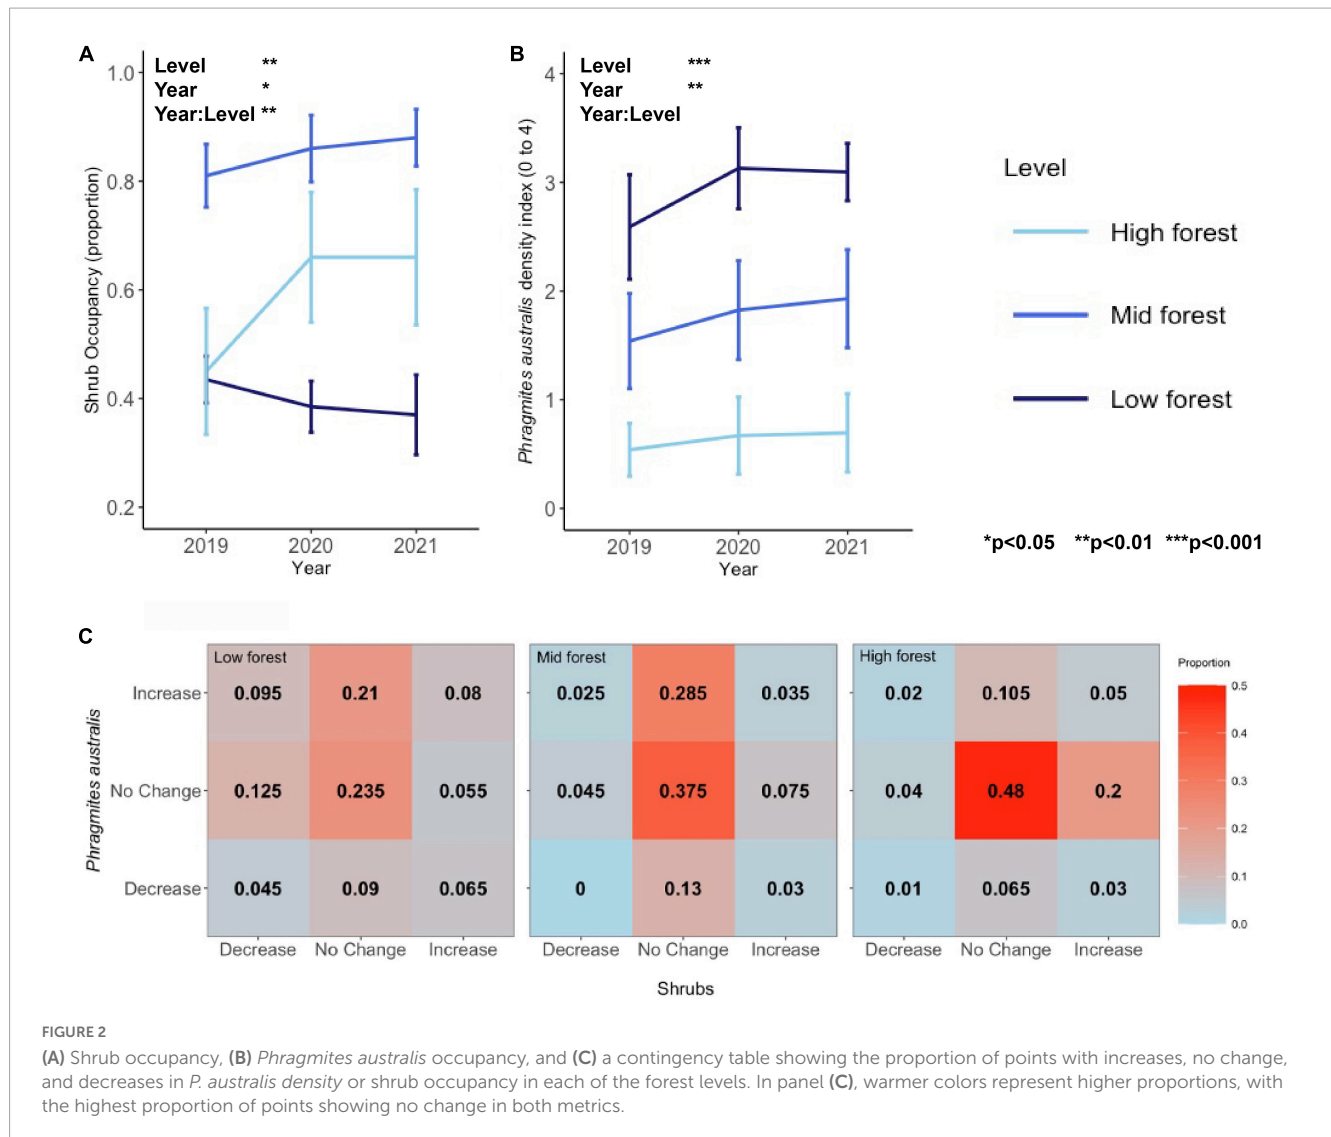 A
Level **
Year *
Year:Level **
Shrub Occupancy (proportion)
1.0
0.8
0.6
0.4
0.2
2019 2020 2021
Year
B
Level ***
Year **
Year:Level
Phragmites australis density index (0 to 4)
4
3
2
1
0
2019 2020 2021
Year
Level
High forest
Mid forest
Low forest
*p<0.05 **p<0.01 ***p<0.001
C
Phragmites australis
Low forest Mid forest High forest
Increase 0.095 0.21 0.08 0.025 0.285 0.035 0.02 0.105 0.05
No Change 0.125 0.235 0.055 0.045 0.375 0.075 0.04 0.48 0.2
Decrease 0.045 0.09 0.065 0 0.13 0.03 0.01 0.065 0.03
Decrease No Change Increase Decrease No Change Increase Decrease No Change Increase
Shrubs
Proportion
0.5
0.4
0.3
0.2
0.1
0.0
FIGURE 2
(A) Shrub occupancy, (B) Phragmites australis occupancy, and (C) a contingency table showing the proportion of points with increases, no change,
and decreases in P. australis density or shrub occupancy in each of the forest levels. In panel (C), warmer colors represent higher proportions, with
the highest proportion of points showing no change in both metrics.